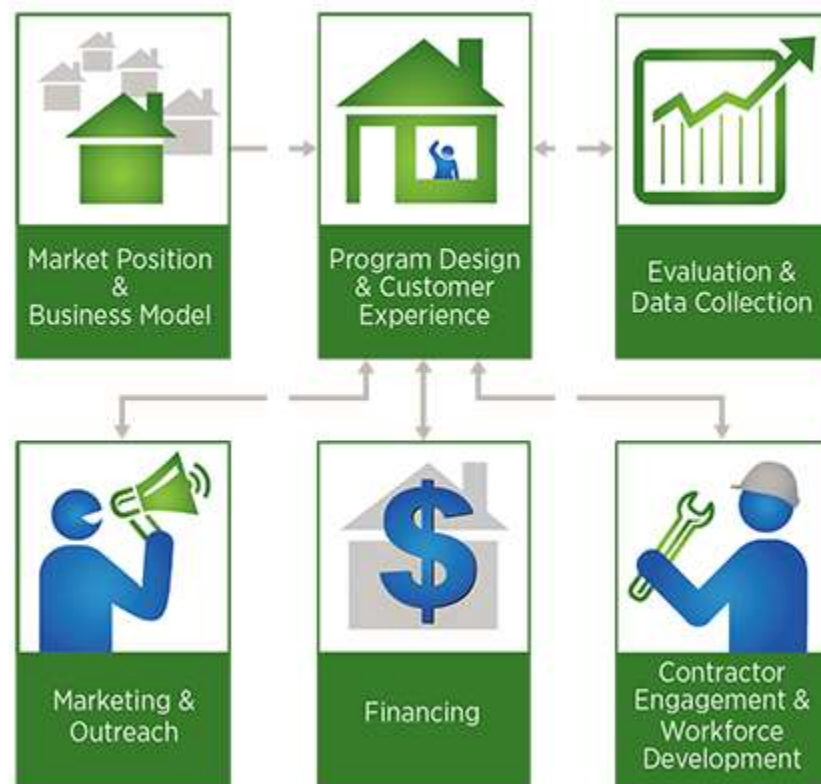 Market Position
&
Business Model
Program Design
& Customer
Experience
Evaluation &
Data Collection
Marketing &
Outreach
$
Financing
Contractor
Engagement &
Workforce
Development